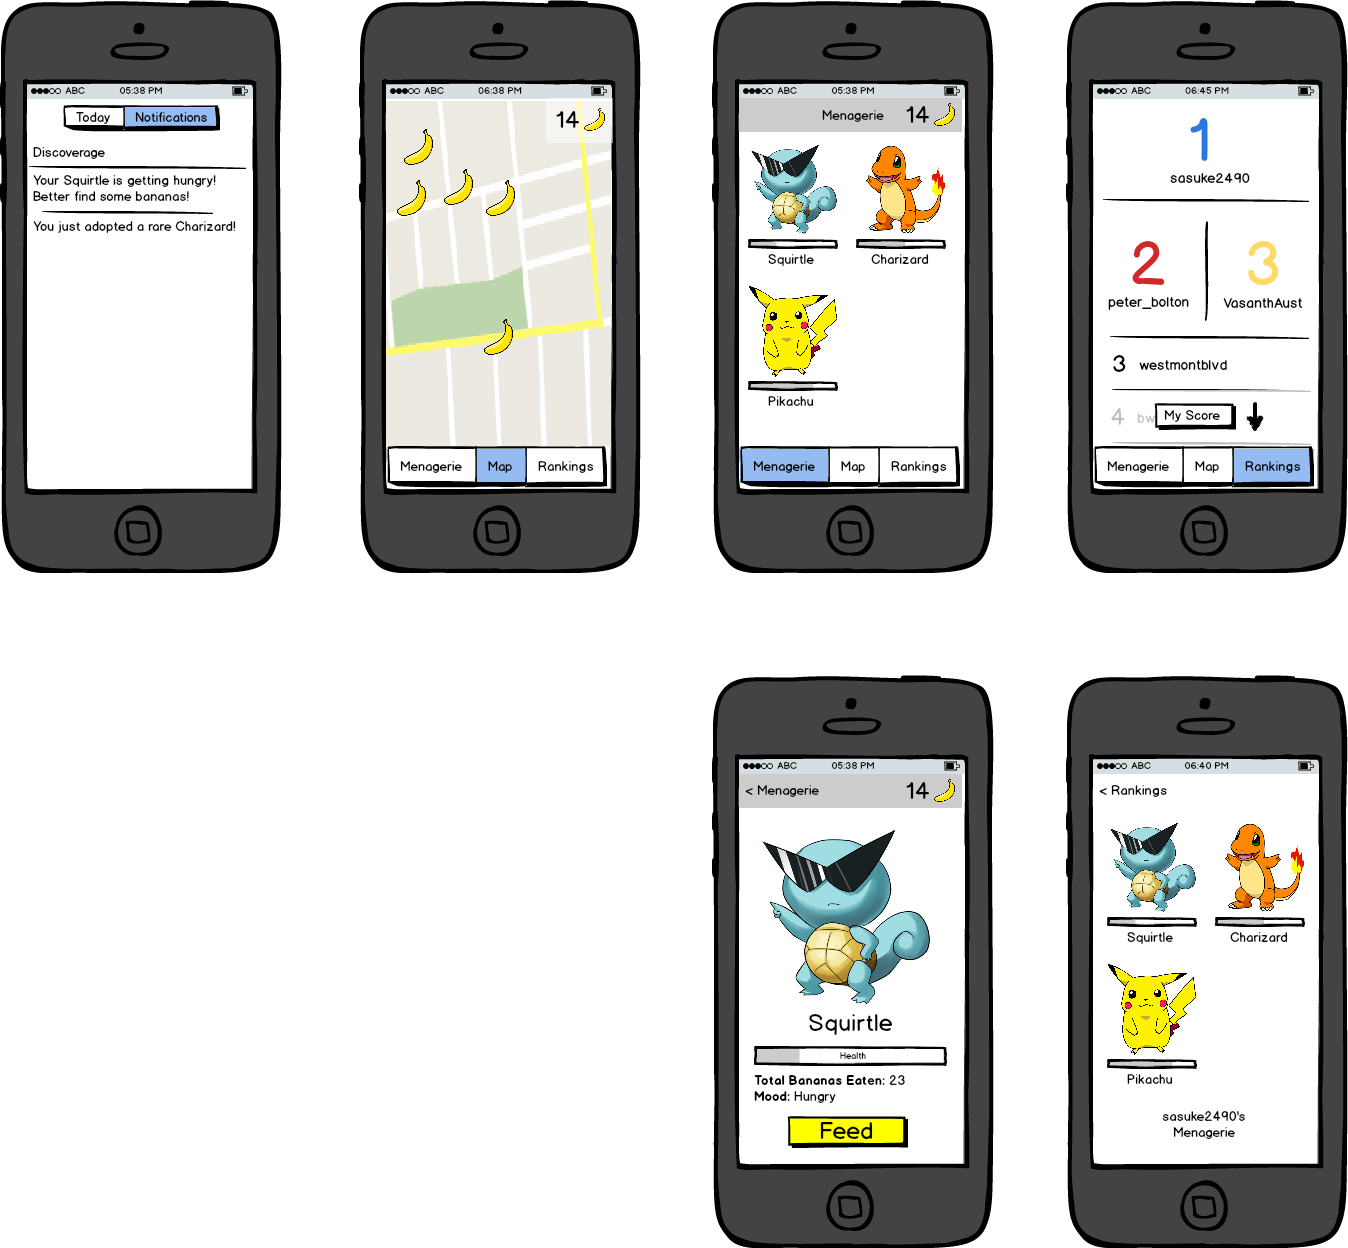 ABC 05:38 PM
Today Notifications
Discoverage
Your Squirtle is getting hungry!
Better find some bananas!
You just adopted a rare Charizard!
ABC 06:38 PM
14
Menagerie Map Rankings
ABC 05:38 PM
Menagerie 14
Squirtle Charizard
Pikachu
Menagerie Map Rankings
ABC 06:45 PM
1
sasuke2490
2 3
peter_bolton VasanthAust
3 westmontblvd
4 bw My Score
Menagerie Map Rankings
ABC 05:38 PM
< Menagerie 14
Squirtle
Health
Total Bananas Eaten: 23
Mood: Hungry
Feed
ABC 06:40 PM
< Rankings
Squirtle Charizard
Pikachu
sasuke2490's
Menagerie